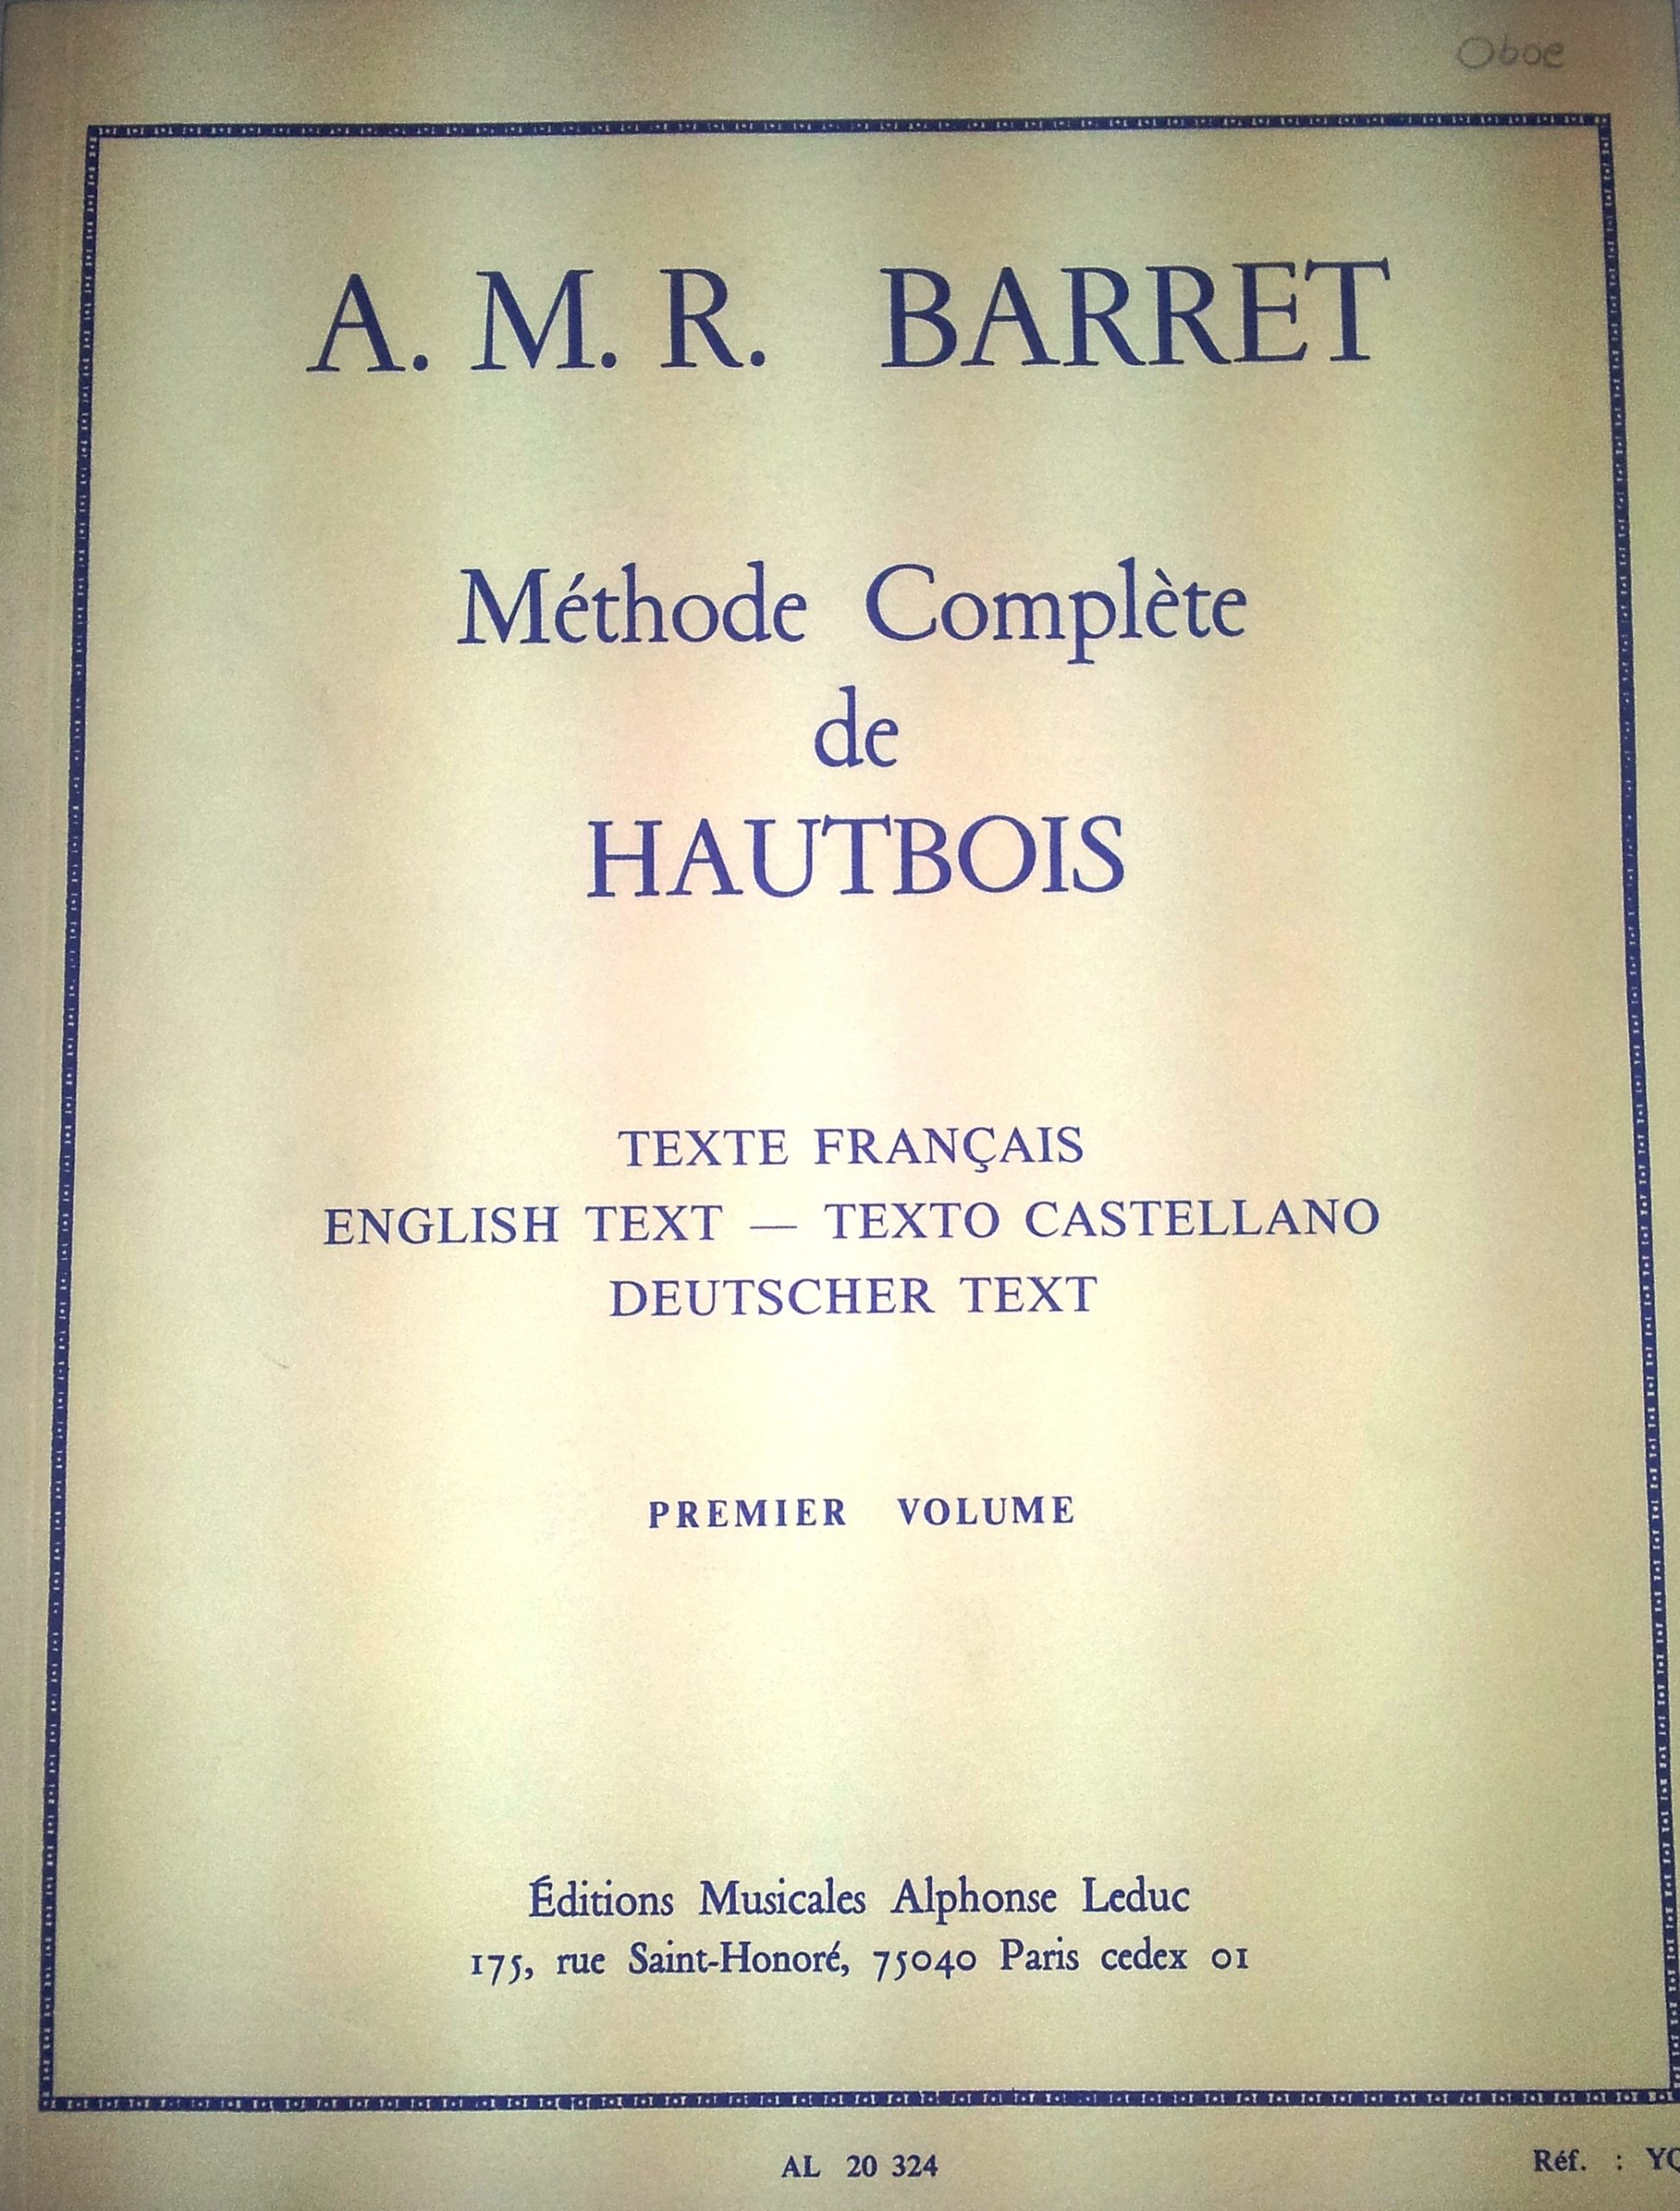 Oboe
A. M. R. BARRET
Méthode Complète
de
HAUTBOIS
TEXTE FRANÇAIS
ENGLISH TEXT — TEXTO CASTELLANO
DEUTSCHER TEXT
PREMIER VOLUME
Éditions Musicales Alphonse Leduc
175, rue Saint-Honoré, 75040 Paris cedex 01
AL 20 324
Réf. :